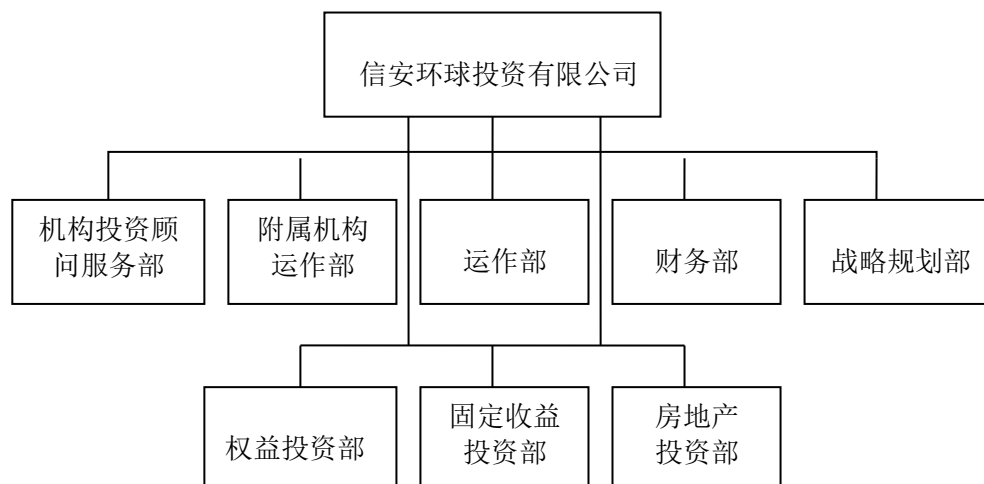 信安环球投资有限公司
机构投资顾
问服务部
附属机构
运作部
运作部
财务部
战略规划部
权益投资部
固定收益
投资部
房地产
投资部